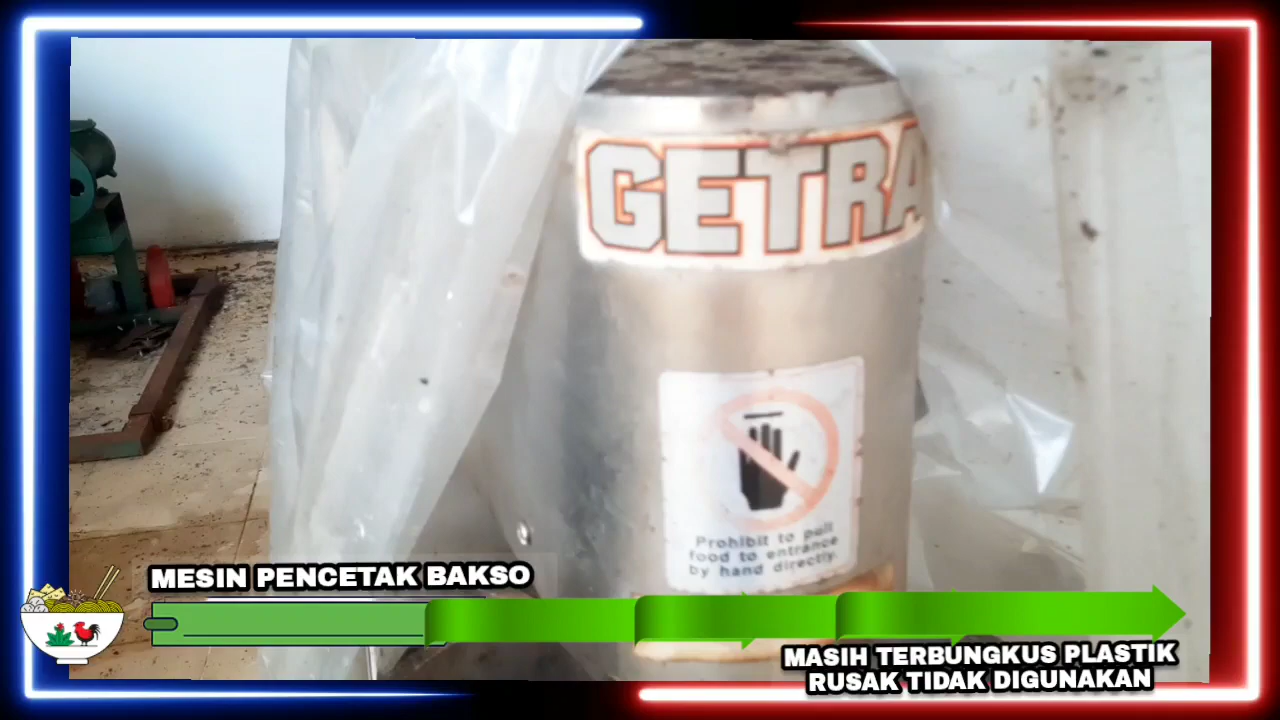 GETRA
Prohibit to pull
food to entrance
by hand directly.
MESIN PENCETAK BAKSO
MASIH TERBUNGKUS PLASTIK
RUSAK TIDAK DIGUNAKAN